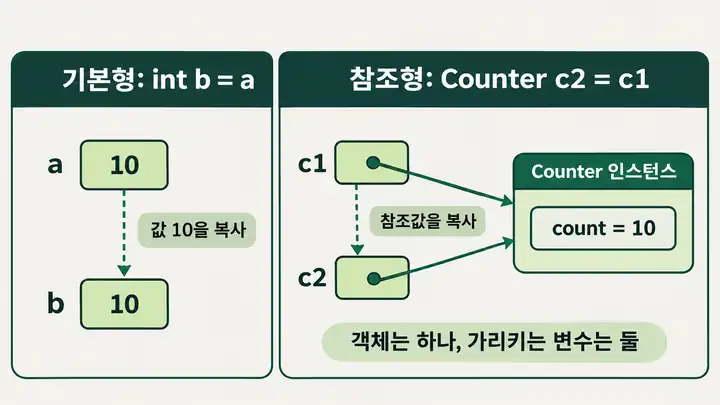 기본형: int b = a
a
10
값 10을 복사
b
10
참조형: Counter c2 = c1
c1
Counter 인스턴스
count = 10
참조값을 복사
c2
객체는 하나, 가리키는 변수는 둘